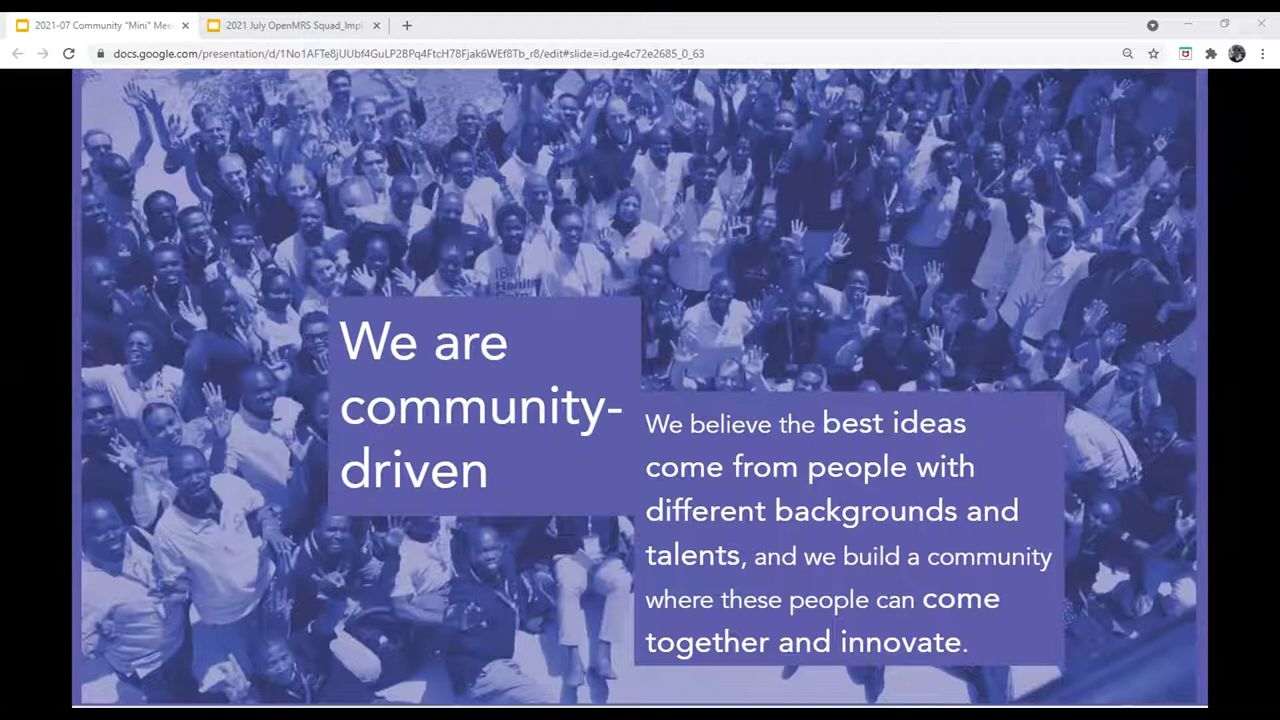 2021-07 Community "Mini" Mee
2021 July OpenMRS Squad_Impl
docs.google.com/presentation/d/1No1AFTe8jUUbf4GuLP2BPq4FtcH78Fjak6WEf8Tb_r8/edit#slide=id.ge4c72e2685_0_63
IBM
We are
community-
driven
We believe the best ideas
come from people with
different backgrounds and
talents, and we build a community
where these people can come
together and innovate.